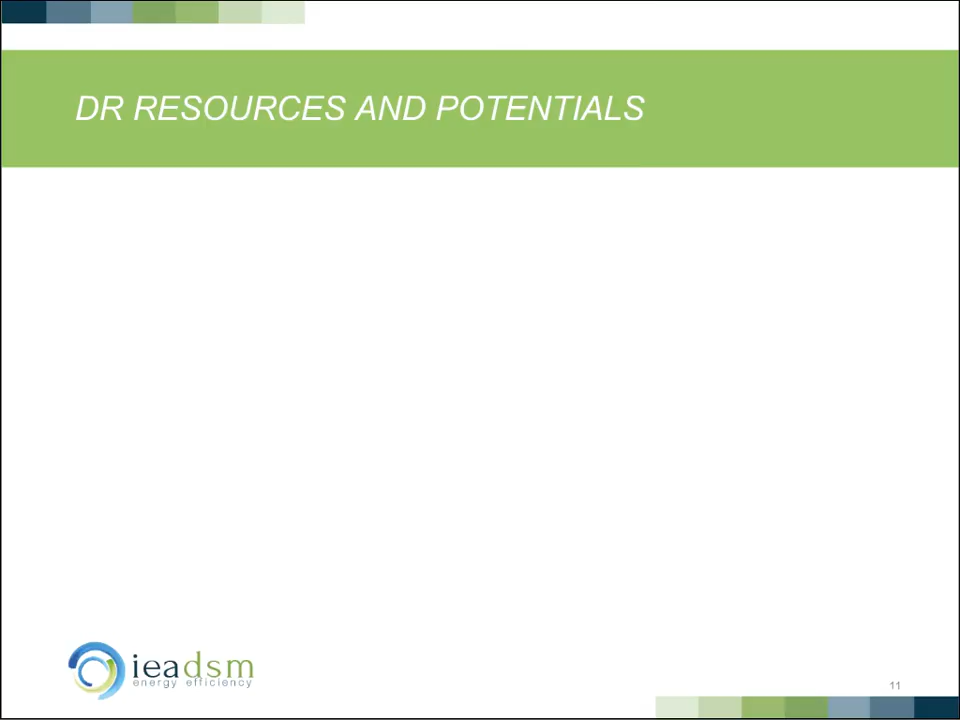 DR RESOURCES AND POTENTIALS
ieadsm
energy efficiency
11